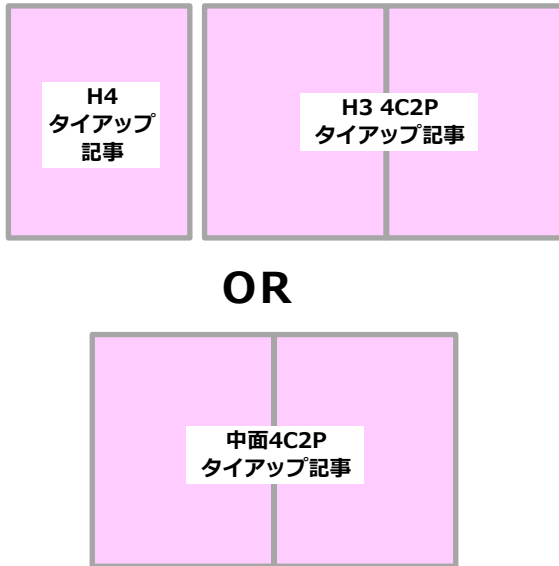 H4
タイアップ
記事
H3 4C2P
タイアップ記事
OR
中面4C2P
タイアップ記事